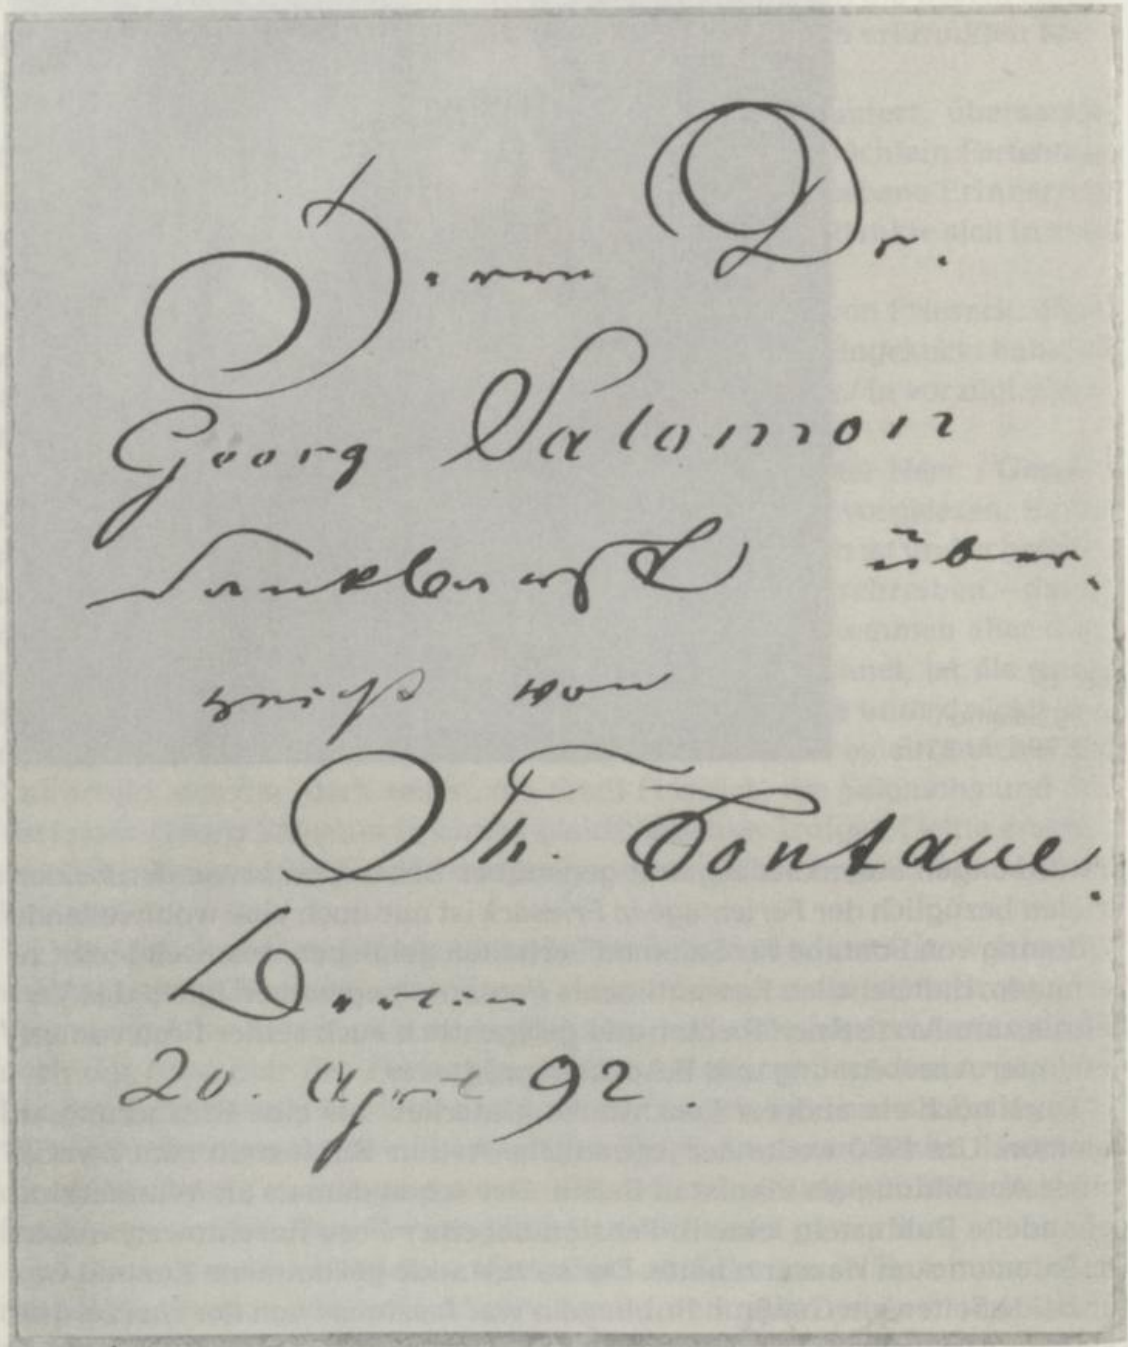 Herrn Dr.
Georg Salomon
dankbarst über-
reicht von
Th. Fontane.
Berlin
20. April 92.